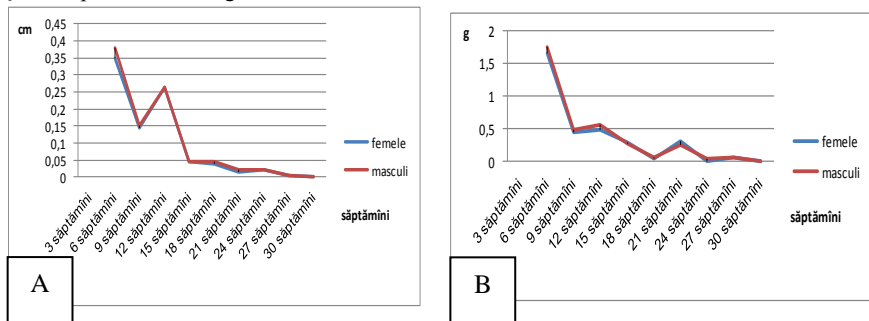 cm
0,45
0,4
0,35
0,3
0,25
0,2
0,15
0,1
0,05
0
3 săptămîni
6 săptămîni
9 săptămîni
12 săptămîni
15 săptămîni
18 săptămîni
21 săptămîni
24 săptămîni
27 săptămîni
30 săptămîni
femele
masculi
săptămîni
A
g
2
1,5
1
0,5
0
3 săptămîni
6 săptămîni
9 săptămîni
12 săptămîni
15 săptămîni
18 săptămîni
21 săptămîni
24 săptămîni
27 săptămîni
30 săptămîni
femele
masculi
săptămîni
B